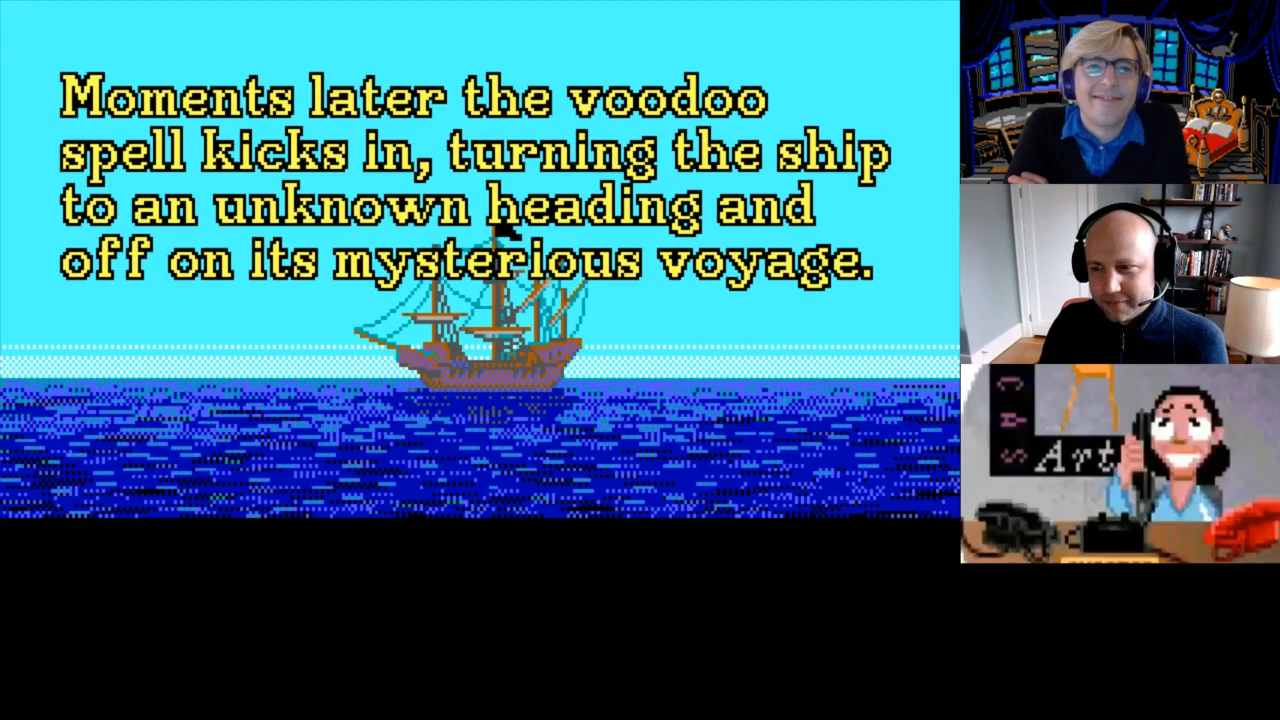 Moments later the voodoo
spell kicks in, turning the ship
to an unknown heading and
off on its mysterious voyage.
Art